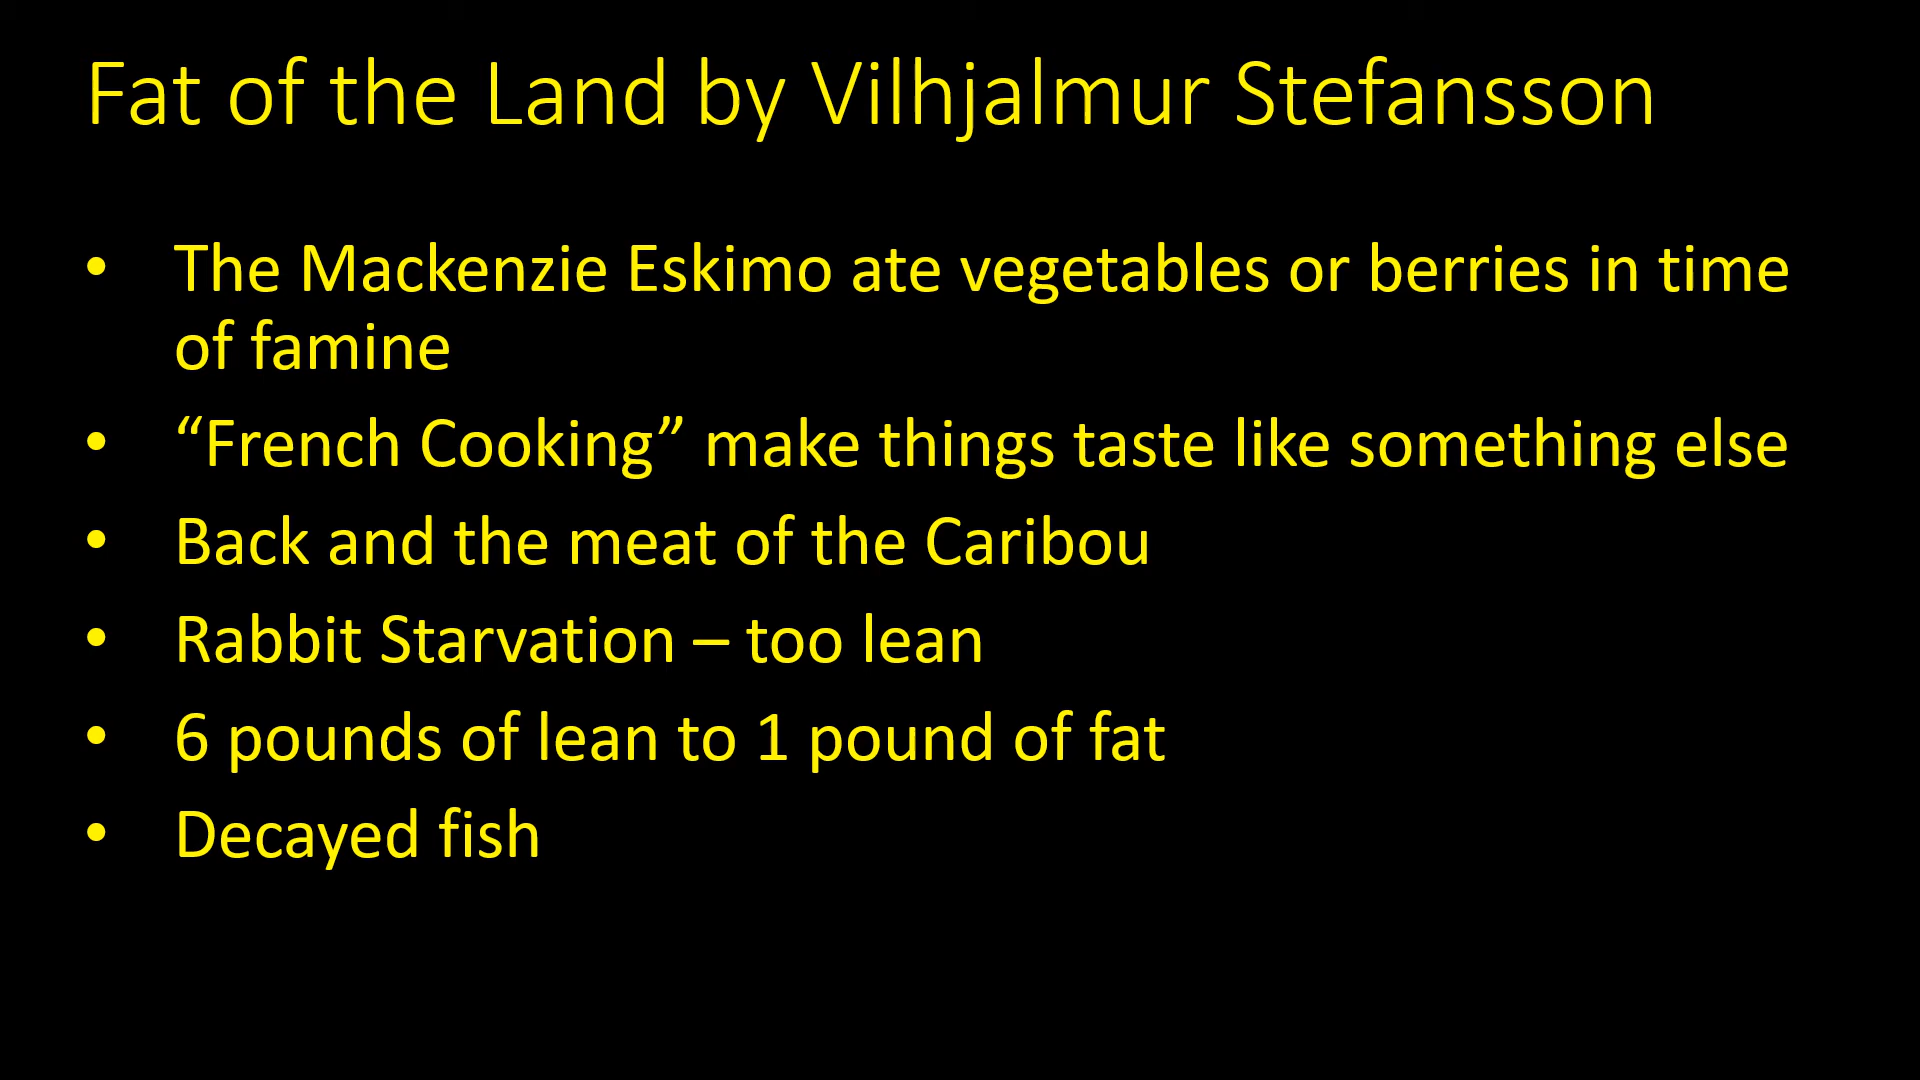 Fat of the Land by Vilhjalmur Stefansson
• The Mackenzie Eskimo ate vegetables or berries in time
of famine
• “French Cooking” make things taste like something else
• Back and the meat of the Caribou
• Rabbit Starvation – too lean
• 6 pounds of lean to 1 pound of fat
• Decayed fish